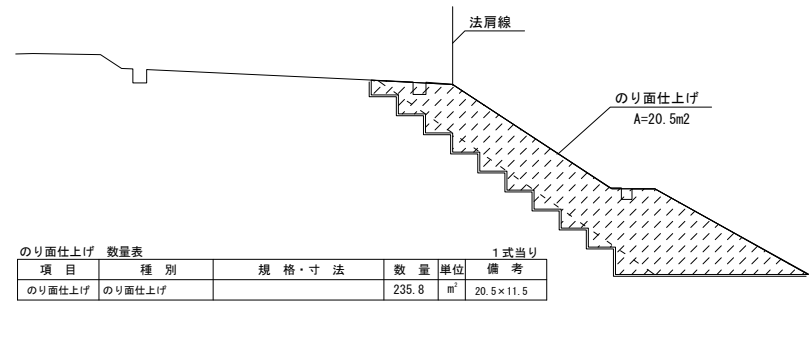 法肩線
のり面仕上げ
A=20.5m2
のり面仕上げ 数量表 1式当り
項 目 種 別 規 格・寸 法 数 量 単位 備 考
のり面仕上げ のり面仕上げ 235.8 m² 20.5×11.5